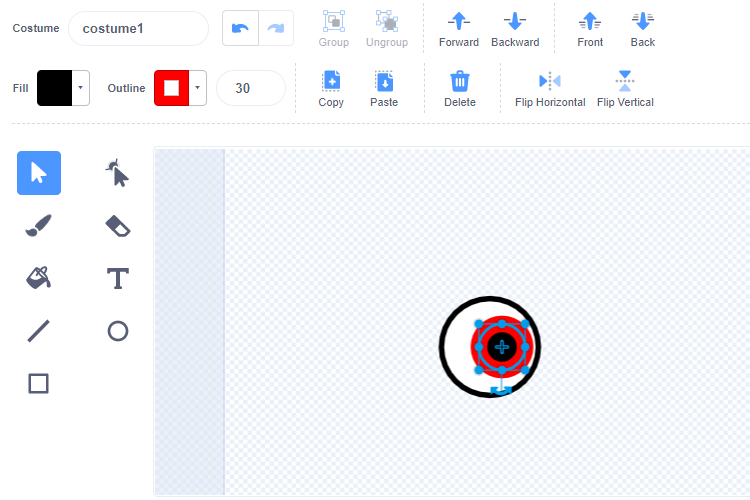 Costume costume1 Group Ungroup Forward Backward Front Back
Fill Outline 30 Copy Paste Delete Flip Horizontal Flip Vertical